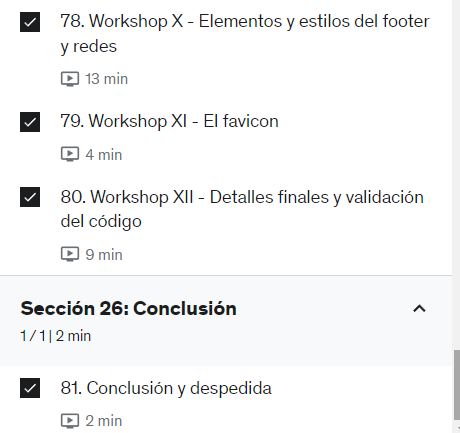 78. Workshop X - Elementos y estilos del footer
y redes
13 min
79. Workshop XI - El favicon
4 min
80. Workshop XII - Detalles finales y validación
del código
9 min
Sección 26: Conclusión
1 / 1 | 2 min
81. Conclusión y despedida
2 min